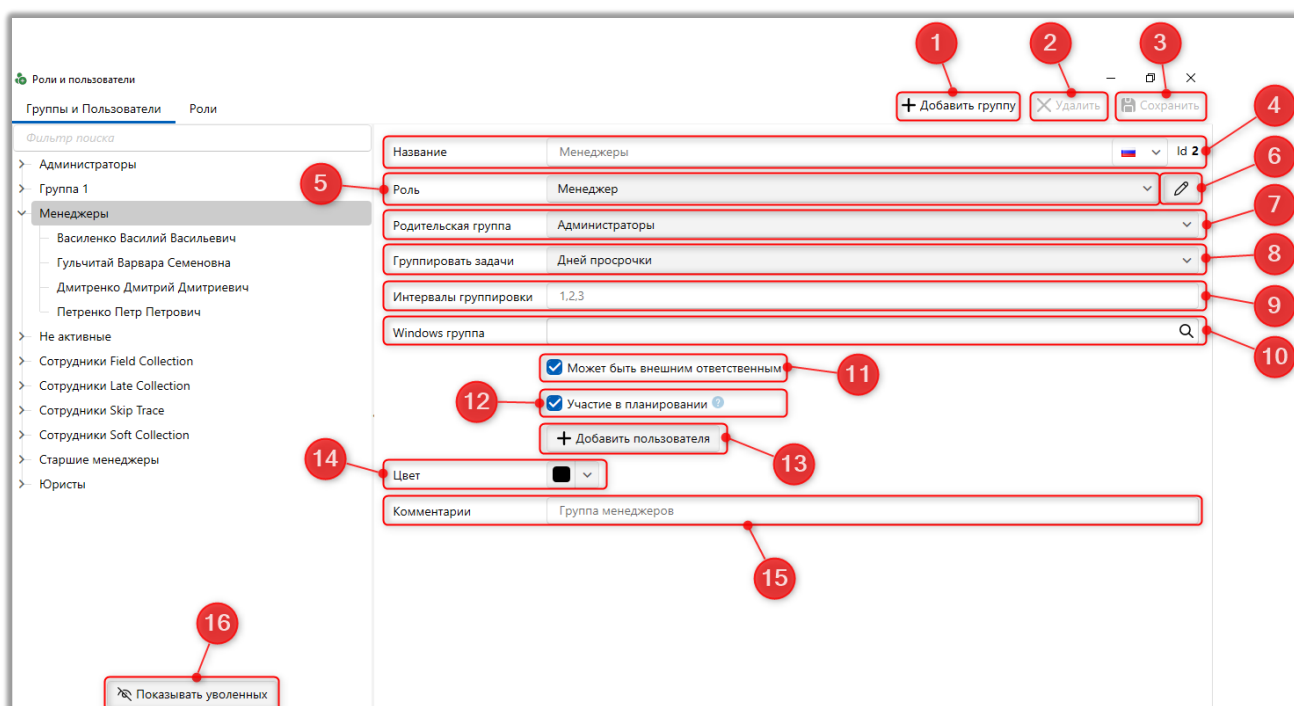 1
2
3
Роли и пользователи
Группы и Пользователи Роли
Добавить группу
Удалить
Сохранить
4
Фильтр поиска
Администраторы
Группа 1
Менеджеры
Василенко Василий Васильевич
Гульчитай Варвара Семеновна
Дмитренко Дмитрий Дмитриевич
Петренко Петр Петрович
Не активные
Сотрудники Field Collection
Сотрудники Late Collection
Сотрудники Skip Trace
Сотрудники Soft Collection
Старшие менеджеры
Юристы
Название Менеджеры Id 2
5
Роль Менеджер
6
Родительская группа Администраторы
7
Группировать задачи Дней просрочки
8
Интервалы группировки 1,2,3
9
Windows группа
10
Может быть внешним ответственным
11
12
Участие в планировании ?
Добавить пользователя
13
14
Цвет
Комментарии Группа менеджеров
15
16
Показывать уволенных